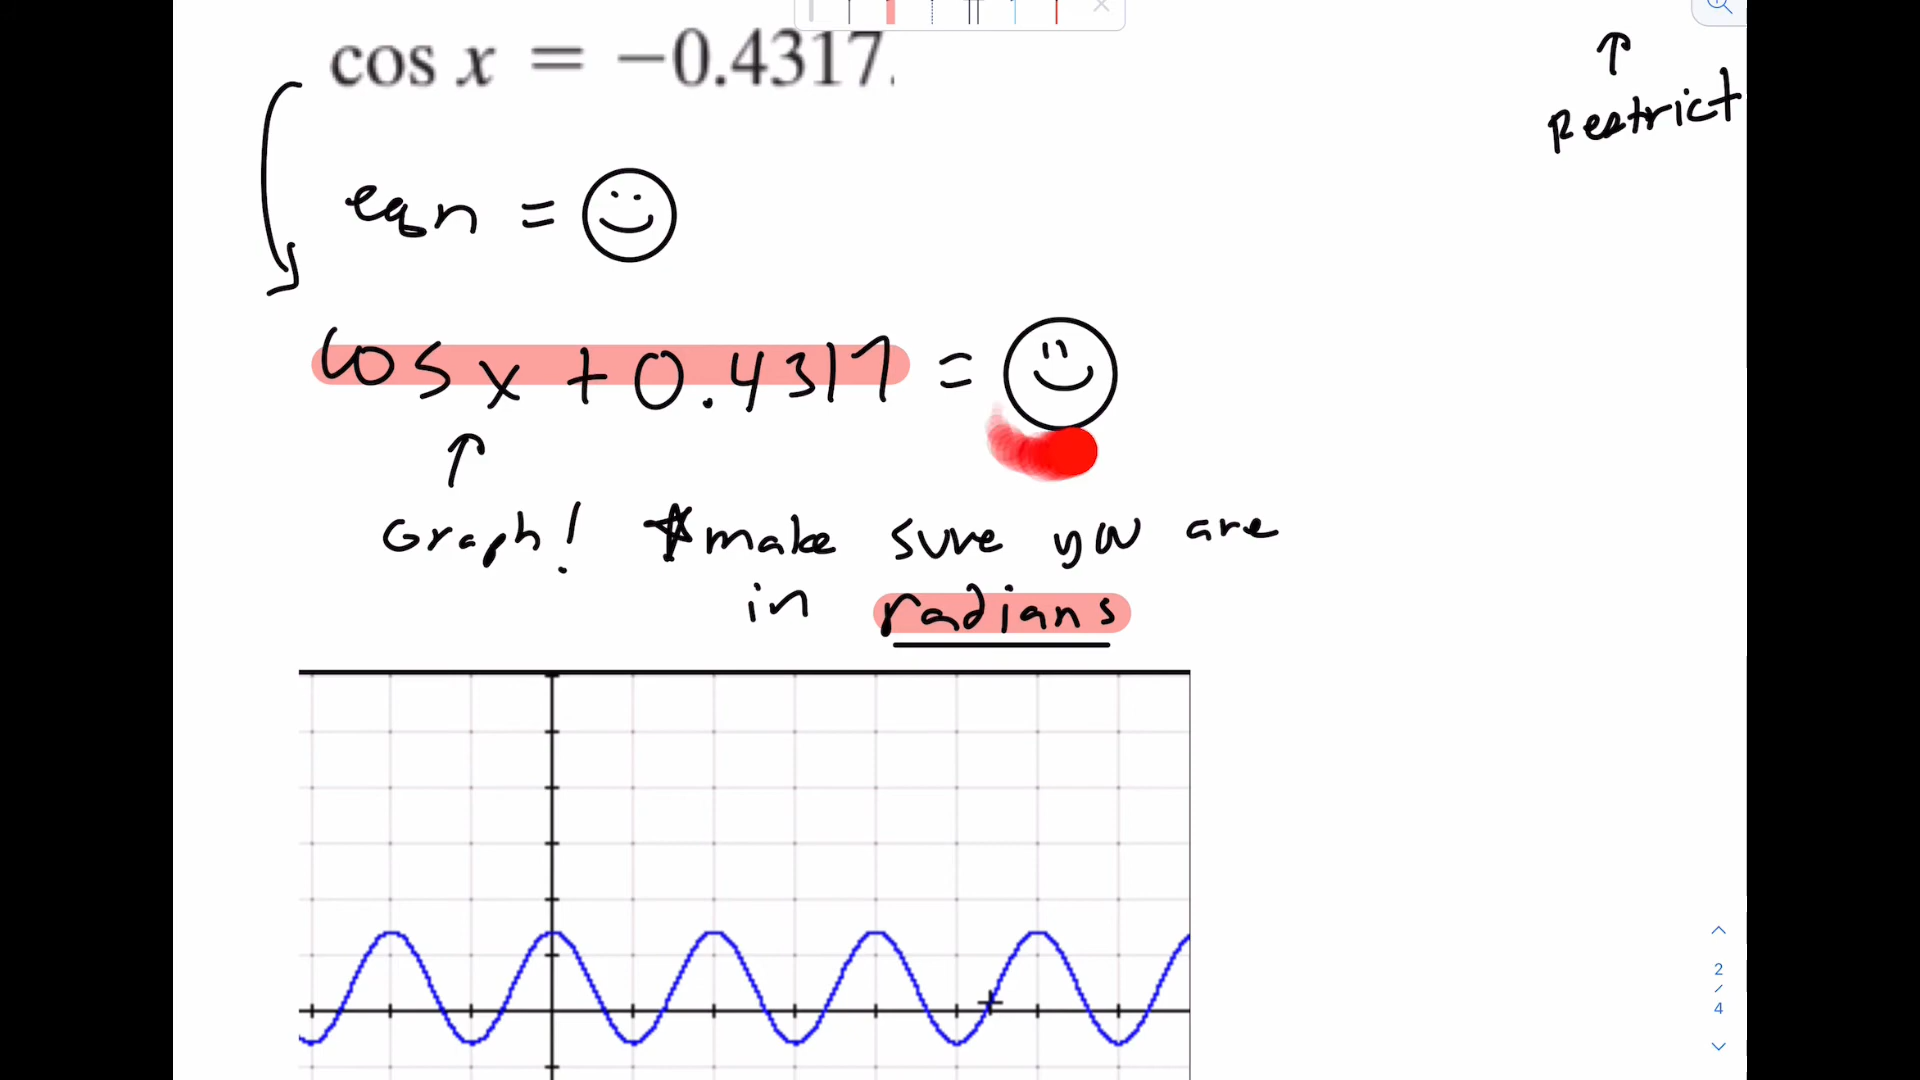 cos x = −0.4317.
Restrict
eqn =
cos x + 0.4317 =
Graph! *make sure you are
in radians
2
4